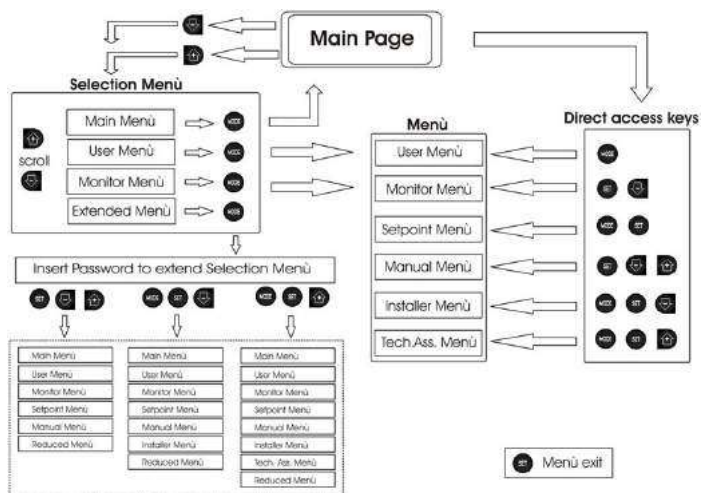 Main Page
Selection Menù
Main Menù
MODE
User Menù
MODE
scroll
Monitor Menù
MODE
Extended Menù
MODE
Insert Password to extend Selection Menù
SET
MODE SET
MODE SET
Main Menù
User Menù
Monitor Menù
Setpoint Menù
Manual Menù
Reduced Menù
Main Menù
User Menù
Monitor Menù
Setpoint Menù
Manual Menù
Installer Menù
Reduced Menù
Main Menù
User Menù
Monitor Menù
Setpoint Menù
Manual Menù
Installer Menù
Tech. Ass. Menù
Reduced Menù
Menù
User Menù
Monitor Menù
Setpoint Menù
Manual Menù
Installer Menù
Tech.Ass. Menù
Direct access keys
MODE
SET
MODE SET
SET
MODE SET
MODE SET
SET Menù exit